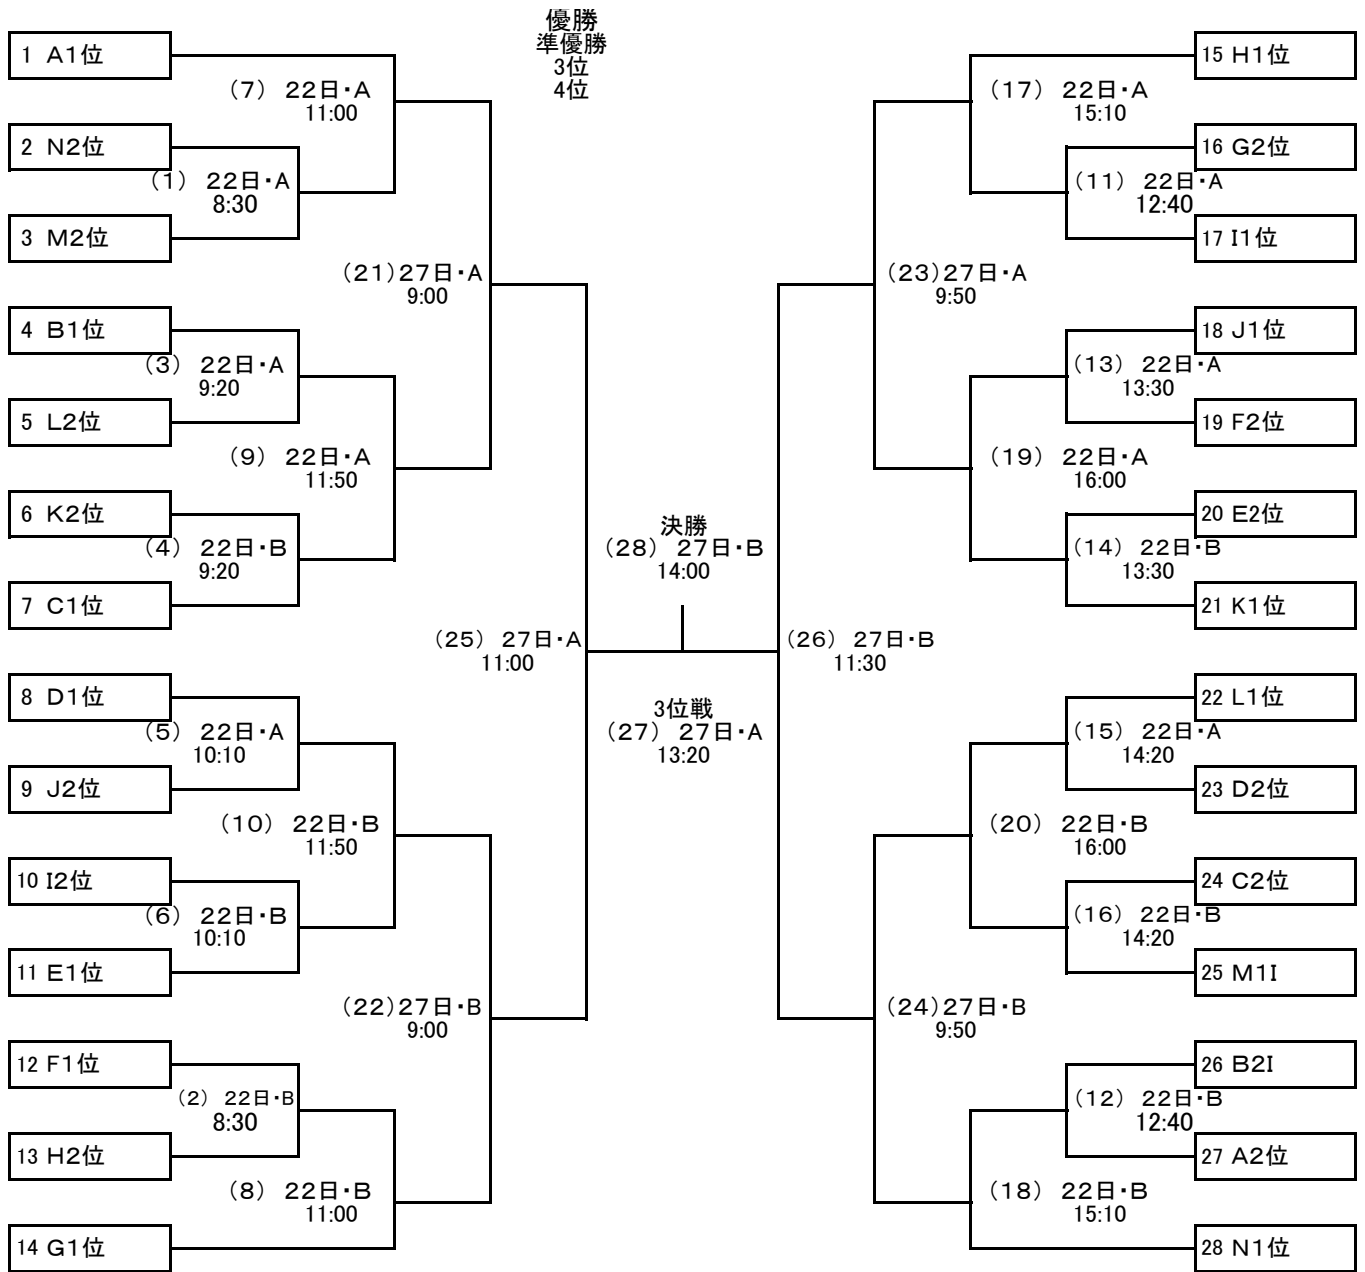 優勝
準優勝
3位
4位
1 A1位
(7) 22日・A
11:00
2 N2位
(1) 22日・A
8:30
3 M2位
(21)27日・A
9:00
4 B1位
(3) 22日・A
9:20
5 L2位
(9) 22日・A
11:50
6 K2位
(4) 22日・B
9:20
7 C1位
(25) 27日・A
11:00
8 D1位
(5) 22日・A
10:10
9 J2位
(10) 22日・B
11:50
10 I2位
(6) 22日・B
10:10
11 E1位
(22)27日・B
9:00
12 F1位
(2) 22日・B
8:30
13 H2位
(8) 22日・B
11:00
14 G1位
決勝
(28) 27日・B
14:00
3位戦
(27) 27日・A
13:20
15 H1位
(17) 22日・A
15:10
16 G2位
(11) 22日・A
12:40
17 I1位
(23)27日・A
9:50
18 J1位
(13) 22日・A
13:30
19 F2位
(19) 22日・A
16:00
20 E2位
(14) 22日・B
13:30
21 K1位
(26) 27日・B
11:30
22 L1位
(15) 22日・A
14:20
23 D2位
(20) 22日・B
16:00
24 C2位
(16) 22日・B
14:20
25 M1I
(24)27日・B
9:50
26 B2I
(12) 22日・B
12:40
27 A2位
(18) 22日・B
15:10
28 N1位